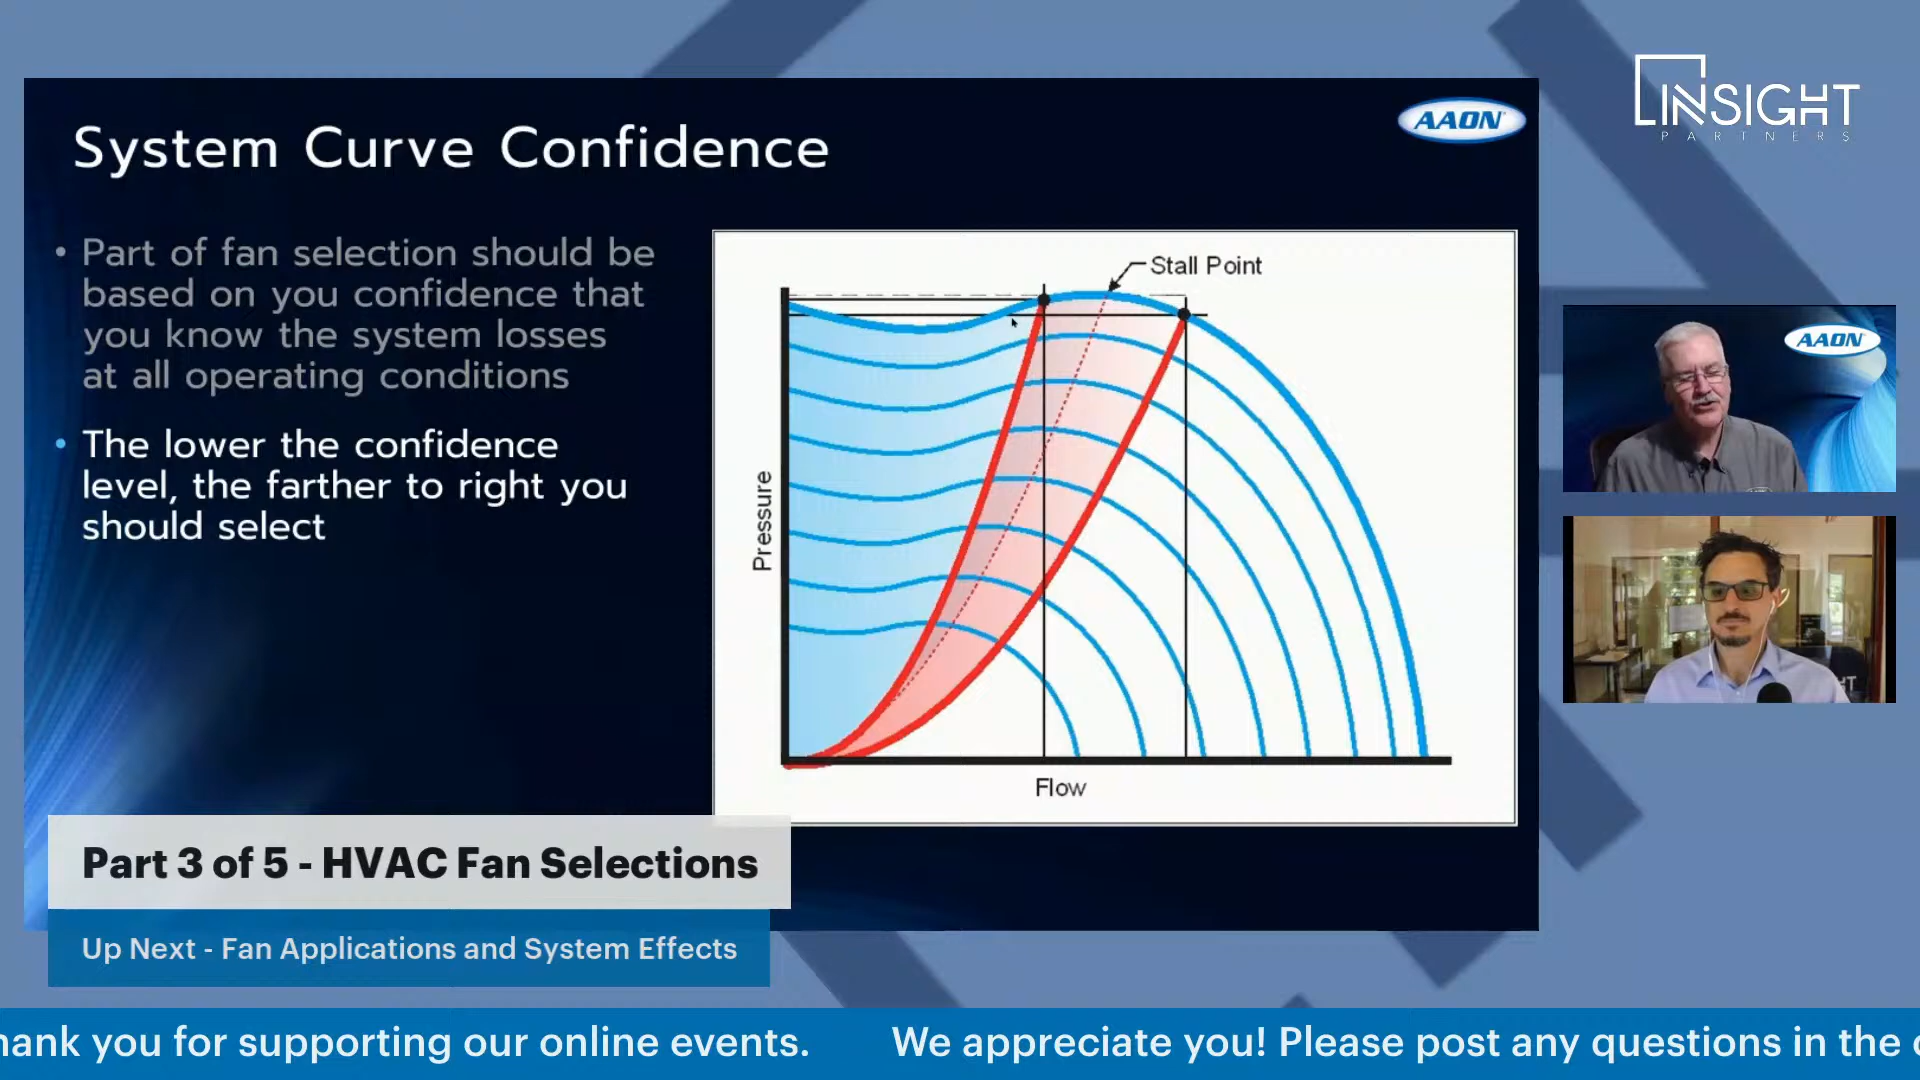 INSIGHT
PARTNERS
AAON
System Curve Confidence
• Part of fan selection should be
based on you confidence that
you know the system losses
at all operating conditions
• The lower the confidence
level, the farther to right you
should select
Stall Point
Pressure
Flow
AAON
Part 3 of 5 - HVAC Fan Selections
Up Next - Fan Applications and System Effects
hank you for supporting our online events. We appreciate you! Please post any questions in the